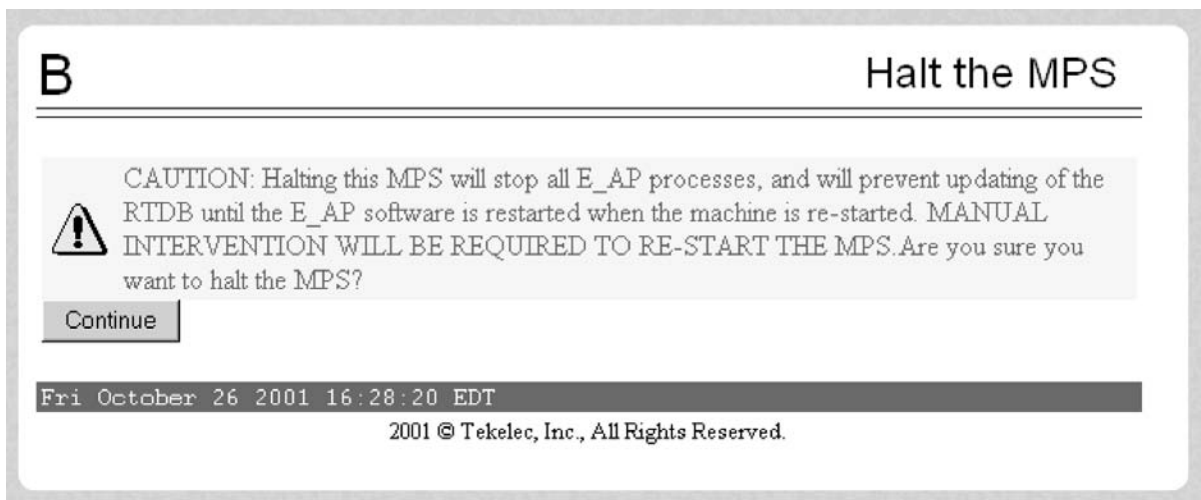 B
Halt the MPS
CAUTION: Halting this MPS will stop all E_AP processes, and will prevent updating of the
RTDB until the E_AP software is restarted when the machine is re-started. MANUAL
INTERVENTION WILL BE REQUIRED TO RE-START THE MPS.Are you sure you
want to halt the MPS?
Continue
Fri October 26 2001 16:28:20 EDT
2001 © Tekelec, Inc., All Rights Reserved.